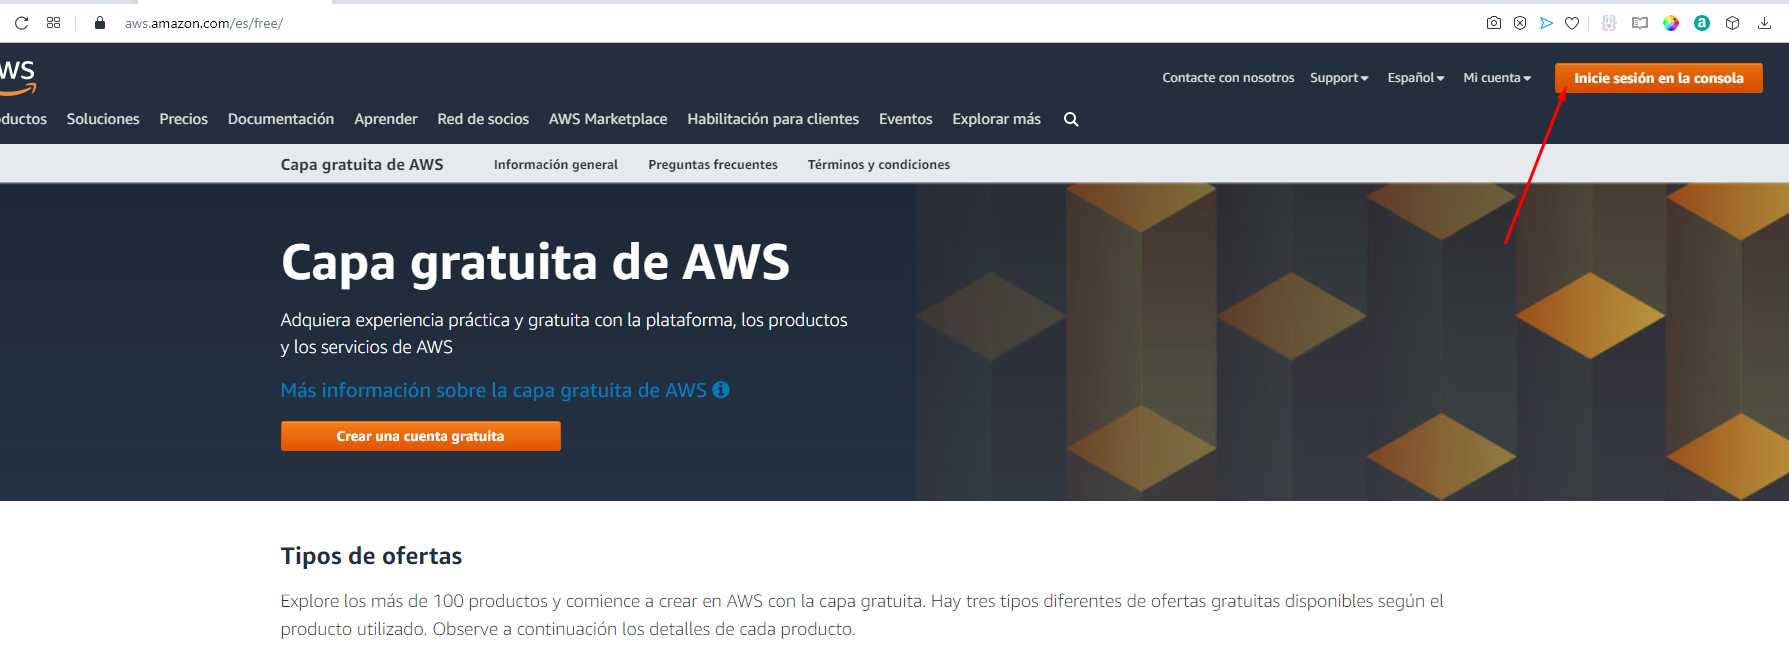 aws.amazon.com/es/free/
WS
Contacte con nosotros Support Español Mi cuenta Inicie sesión en la consola
ductos Soluciones Precios Documentación Aprender Red de socios AWS Marketplace Habilitación para clientes Eventos Explorar más
Capa gratuita de AWS Información general Preguntas frecuentes Términos y condiciones
Capa gratuita de AWS
Adquiera experiencia práctica y gratuita con la plataforma, los productos
y los servicios de AWS
Más información sobre la capa gratuita de AWS
Crear una cuenta gratuita
Tipos de ofertas
Explore los más de 100 productos y comience a crear en AWS con la capa gratuita. Hay tres tipos diferentes de ofertas gratuitas disponibles según el
producto utilizado. Observe a continuación los detalles de cada producto.